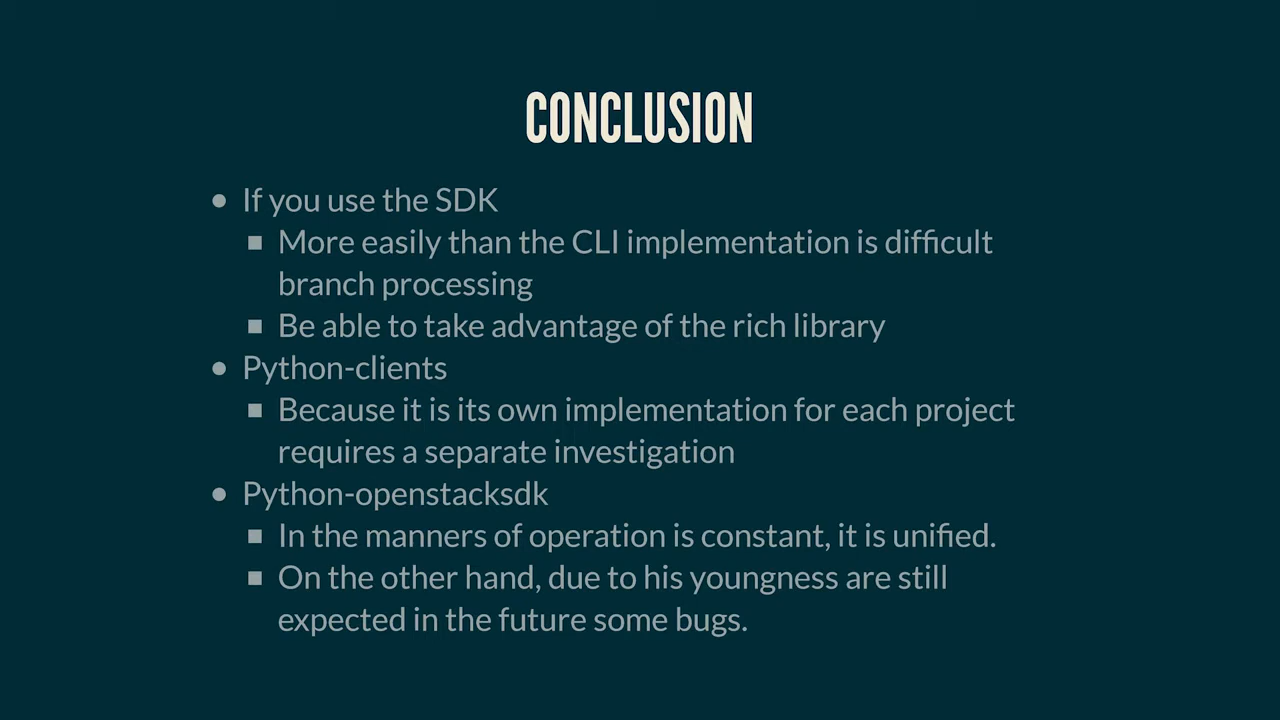 CONCLUSION
• If you use the SDK
▪ More easily than the CLI implementation is difficult
branch processing
▪ Be able to take advantage of the rich library
• Python-clients
▪ Because it is its own implementation for each project
requires a separate investigation
• Python-openstacksdk
▪ In the manners of operation is constant, it is unified.
▪ On the other hand, due to his youngness are still
expected in the future some bugs.